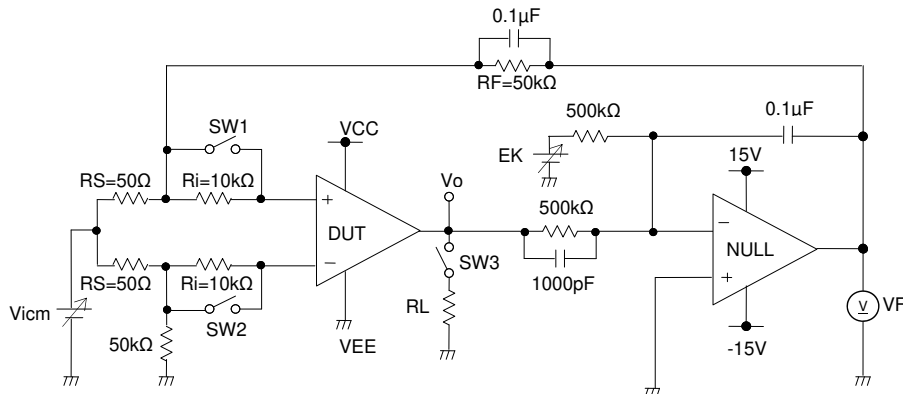 0.1µF
RF=50kΩ
500kΩ
0.1µF
SW1
VCC
EK
15V
Vo
RS=50Ω
Ri=10kΩ
500kΩ
+
DUT
−
−
NULL
+
RS=50Ω
Ri=10kΩ
SW3
1000pF
Vicm
SW2
RL
V
VF
50kΩ
VEE
-15V